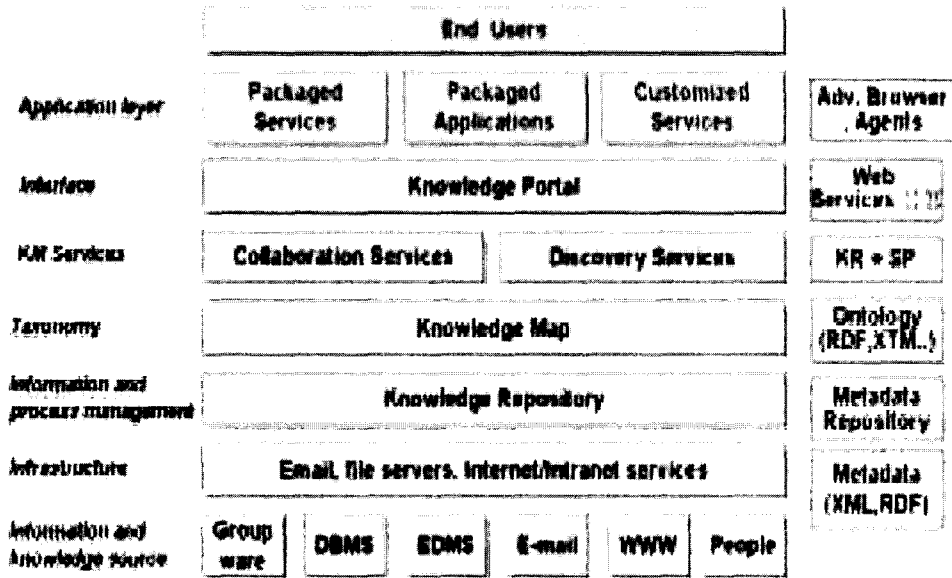 End Users
Application layer
Packaged Services
Packaged Applications
Customized Services
Adv. Browser, Agents
Interface
Knowledge Portal
Web Services
KM Services
Collaboration Services
Discovery Services
KR + SP
Taxonomy
Knowledge Map
Ontology
(RDF,XTM..)
Information and process management
Knowledge Repository
Metadata Repository
Infrastructure
Email, file servers, Internet/Intranet services
Metadata
(XML,RDF)
Information and knowledge source
Group ware
DBMS
EDMS
E-mail
WWW
People